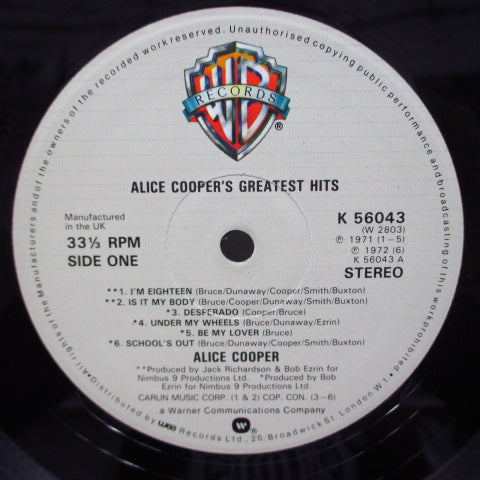 All rights of the manufacturers and of the owners of the recorded work reserved. Unauthorised copying public performance and broadcasting of this work prohibited.
W B
RECORDS
®
ALICE COOPER'S GREATEST HITS
Manufactured
in the UK
33⅓ RPM
SIDE ONE
K 56043
(W 2803)
℗ 1971 (1–5)
℗ 1972 (6)
K 56043 A
STEREO
**1. I'M EIGHTEEN (Bruce/Dunaway/Cooper/Smith/Buxton)
**2. IS IT MY BODY (Bruce/Cooper/Dunaway/Smith/Buxton)
*3. DESPERADO (Cooper/Bruce)
*4. UNDER MY WHEELS (Bruce/Dunaway/Ezrin)
*5. BE MY LOVER (Bruce)
*6. SCHOOL'S OUT (Bruce/Cooper/Dunaway/Smith/Buxton)
ALICE COOPER
**Produced by Jack Richardson & Bob Ezrin for
Nimbus 9 Productions Ltd. *Produced by Bob
Ezrin for Nimbus 9 Productions Ltd.
CARLIN MUSIC CORP. (1 & 2) COP. CON. (3–6)
a Warner Communications Company
Distributed by wea Records Ltd., 20, Broadwick St. London W1.